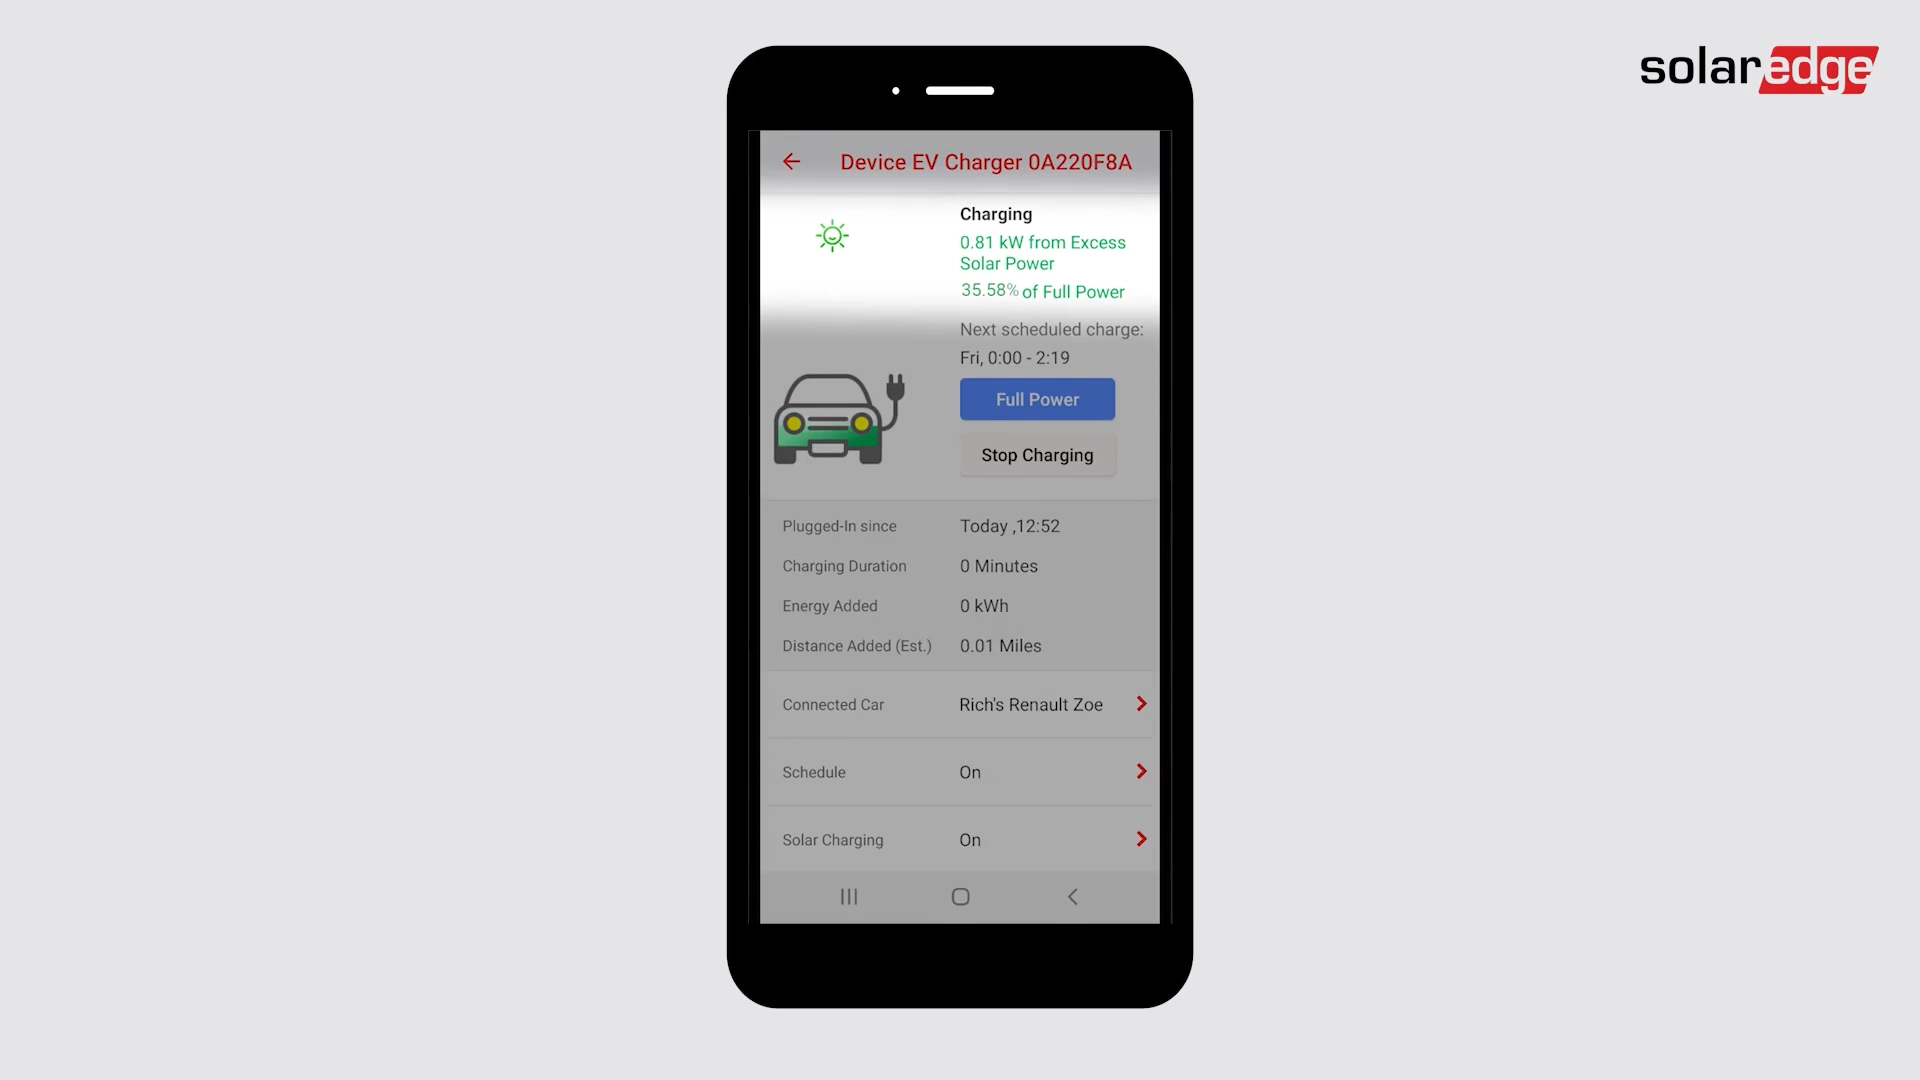 solaredge
Device EV Charger 0A220F8A
Charging
0.81 kW from Excess
Solar Power
35.58% of Full Power
Next scheduled charge:
Fri, 0:00 - 2:19
Full Power
Stop Charging
Plugged-In since Today ,12:52
Charging Duration 0 Minutes
Energy Added 0 kWh
Distance Added (Est.) 0.01 Miles
Connected Car Rich's Renault Zoe
Schedule On
Solar Charging On